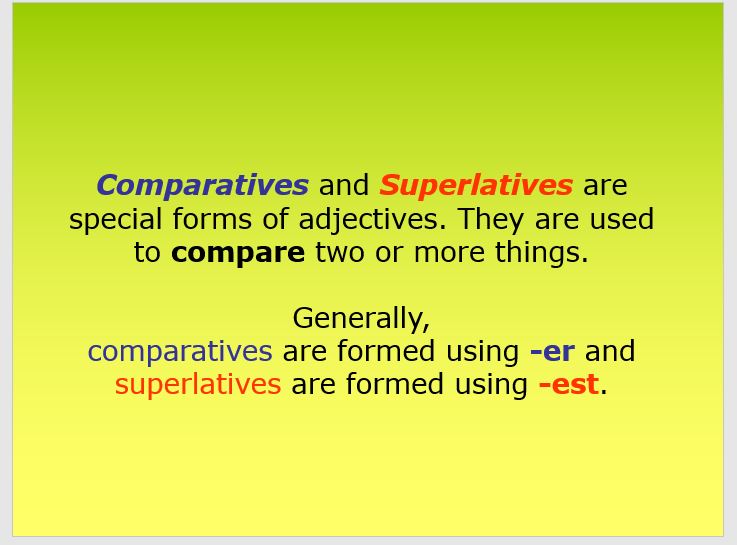 Comparatives and Superlatives are
special forms of adjectives. They are used
to compare two or more things.
Generally,
comparatives are formed using -er and
superlatives are formed using -est.